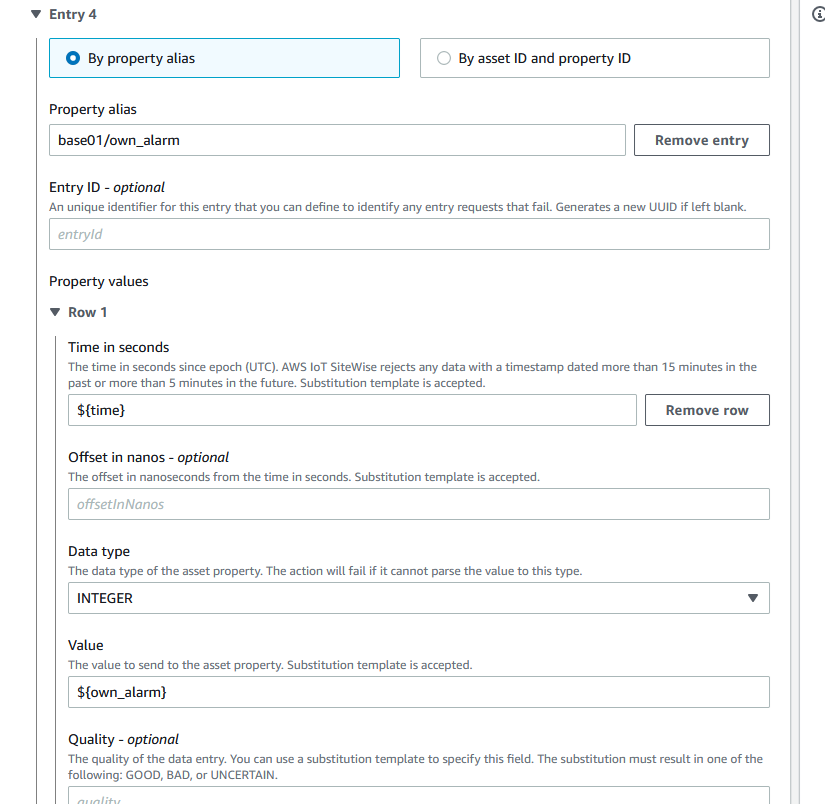 Entry 4
By property alias
By asset ID and property ID
Property alias
base01/own_alarm
Remove entry
Entry ID - optional
An unique identifier for this entry that you can define to identify any entry requests that fail. Generates a new UUID if left blank.
entryId
Property values
Row 1
Time in seconds
The time in seconds since epoch (UTC). AWS IoT SiteWise rejects any data with a timestamp dated more than 15 minutes in the
past or more than 5 minutes in the future. Substitution template is accepted.
${time}
Remove row
Offset in nanos - optional
The offset in nanoseconds from the time in seconds. Substitution template is accepted.
offsetInNanos
Data type
The data type of the asset property. The action will fail if it cannot parse the value to this type.
INTEGER
Value
The value to send to the asset property. Substitution template is accepted.
${own_alarm}
Quality - optional
The quality of the data entry. You can use a substitution template to specify this field. The substitution must result in one of the
following: GOOD, BAD, or UNCERTAIN.
quality